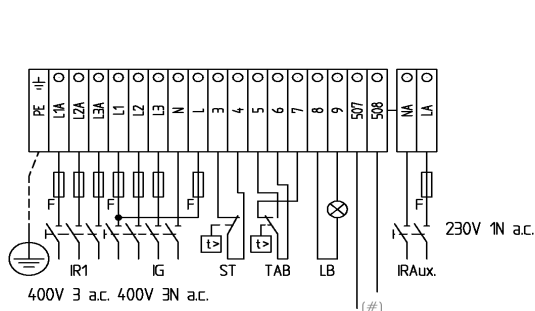 PE L1A L2A L3A L1 L2 L3 N L 3 4 5 6 7 8 9 507 508 NA LA
F F F F
230V 1N a.c.
t> t>
IR1 IG ST TAB LB IRAux.
400V 3 a.c. 400V 3N a.c.
(#)